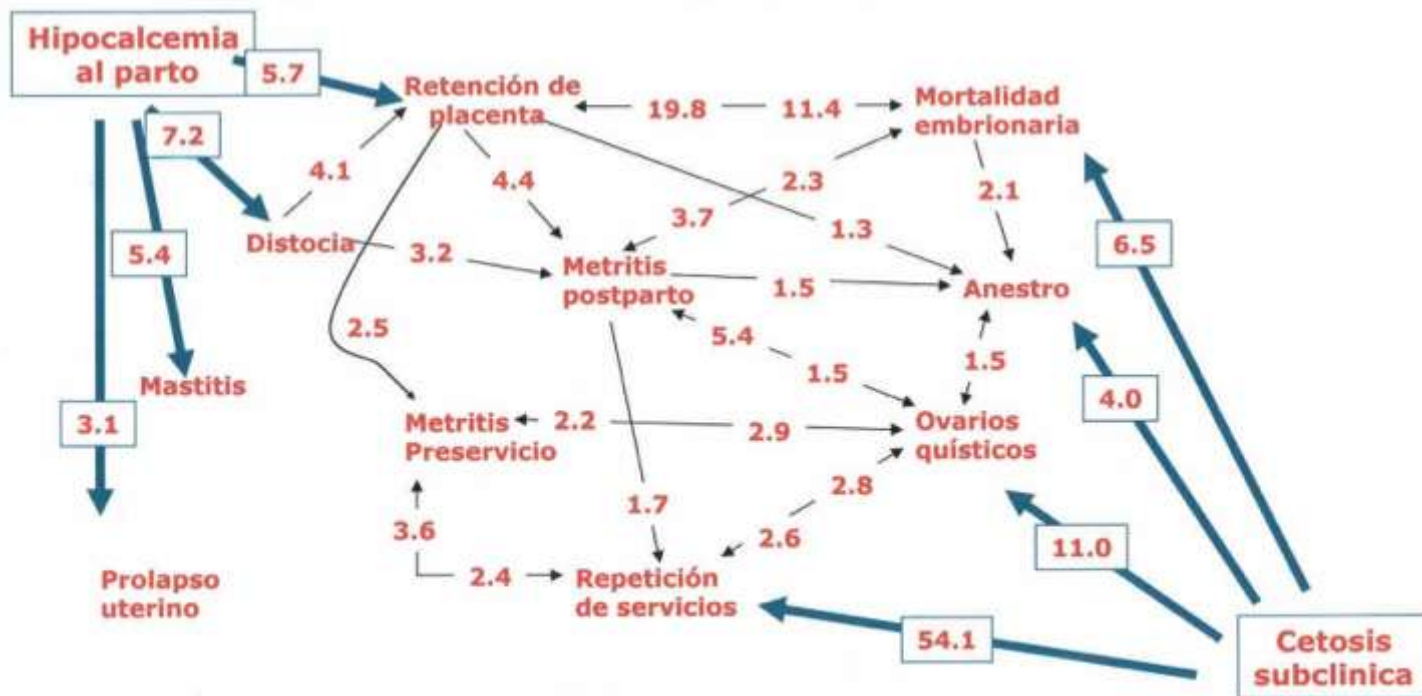 Hipocalcemia
al parto
5.7
Retención de
placenta
19.8
11.4
Mortalidad
embrionaria
7.2
4.1
4.4
2.3
2.1
3.7
1.3
6.5
5.4
Distocia
3.2
Metritis
postparto
1.5
Anestro
2.5
5.4
1.5
1.5
Mastitis
4.0
3.1
Metritis
Preservicio
2.2
2.9
Ovarios
quísticos
2.8
1.7
3.6
2.6
11.0
2.4
Prolapso
uterino
Repetición
de servicios
54.1
Cetosis
subclinica